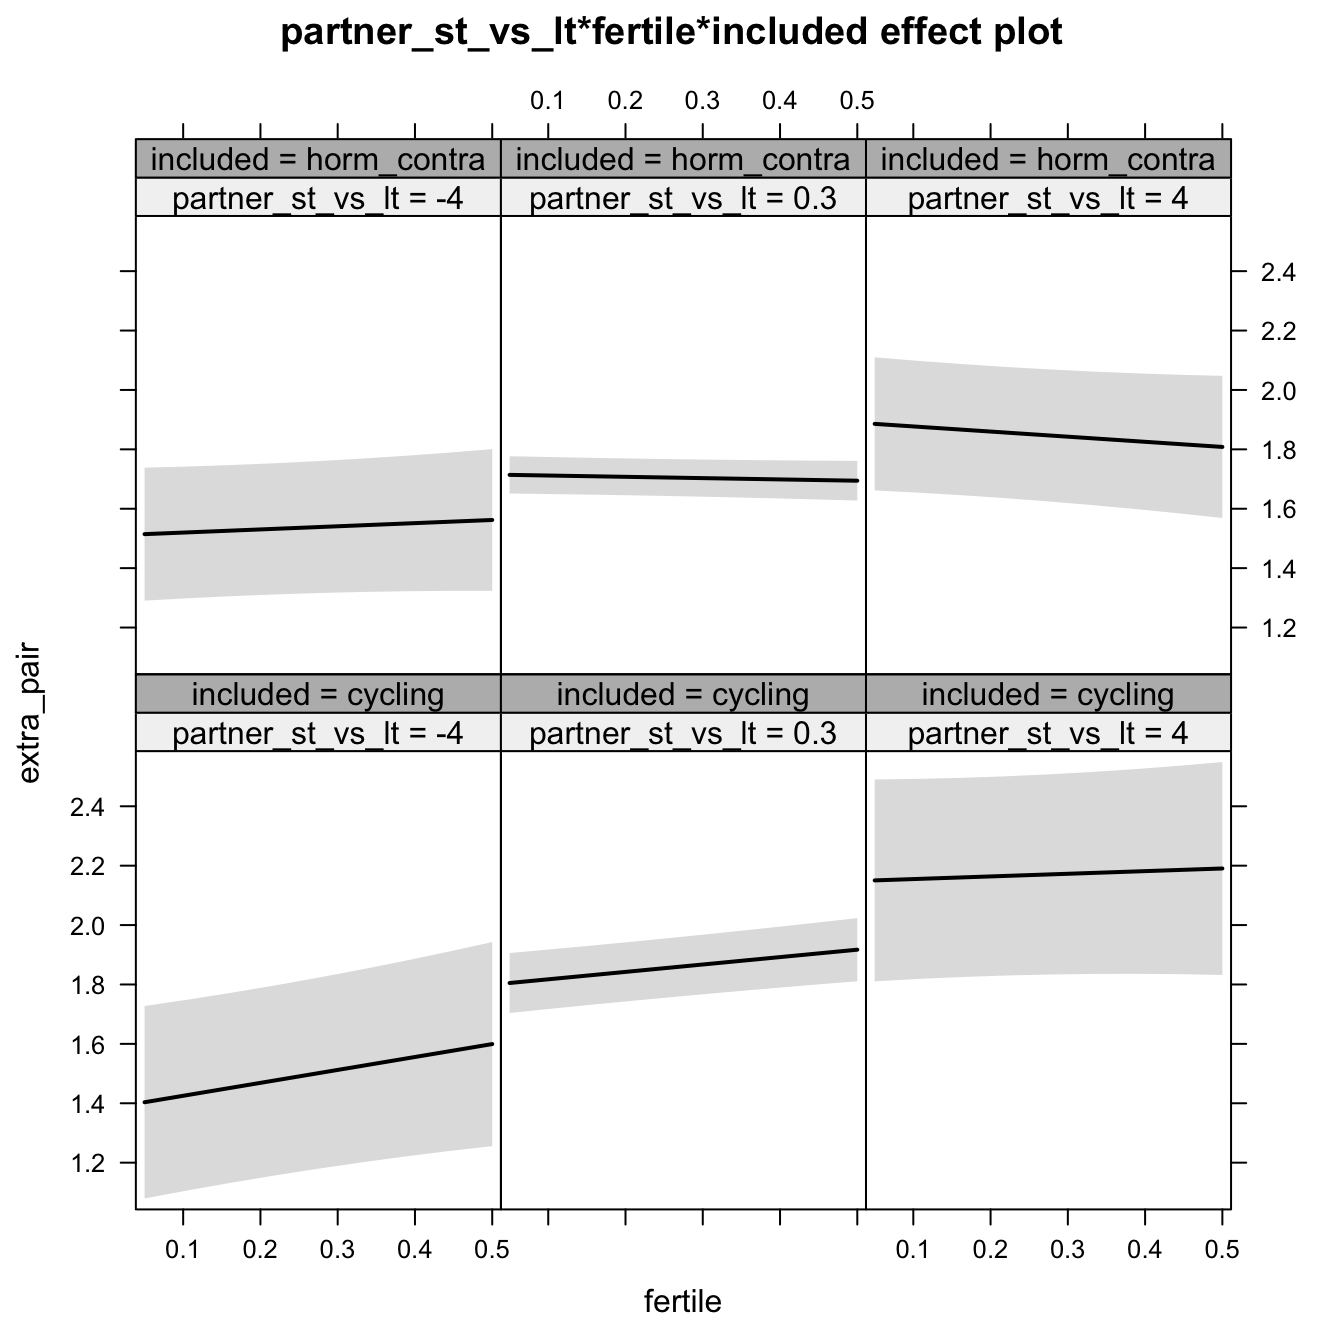 partner_st_vs_lt*fertile*included effect plot
0.1 0.2 0.3 0.4 0.5
included = horm_contra included = horm_contra included = horm_contra
partner_st_vs_lt = -4 partner_st_vs_lt = 0.3 partner_st_vs_lt = 4
2.4
2.2
2.0
1.8
1.6
1.4
1.2
extra_pair
included = cycling included = cycling included = cycling
partner_st_vs_lt = -4 partner_st_vs_lt = 0.3 partner_st_vs_lt = 4
2.4
2.2
2.0
1.8
1.6
1.4
1.2
0.1 0.2 0.3 0.4 0.5 0.1 0.2 0.3 0.4 0.5
fertile